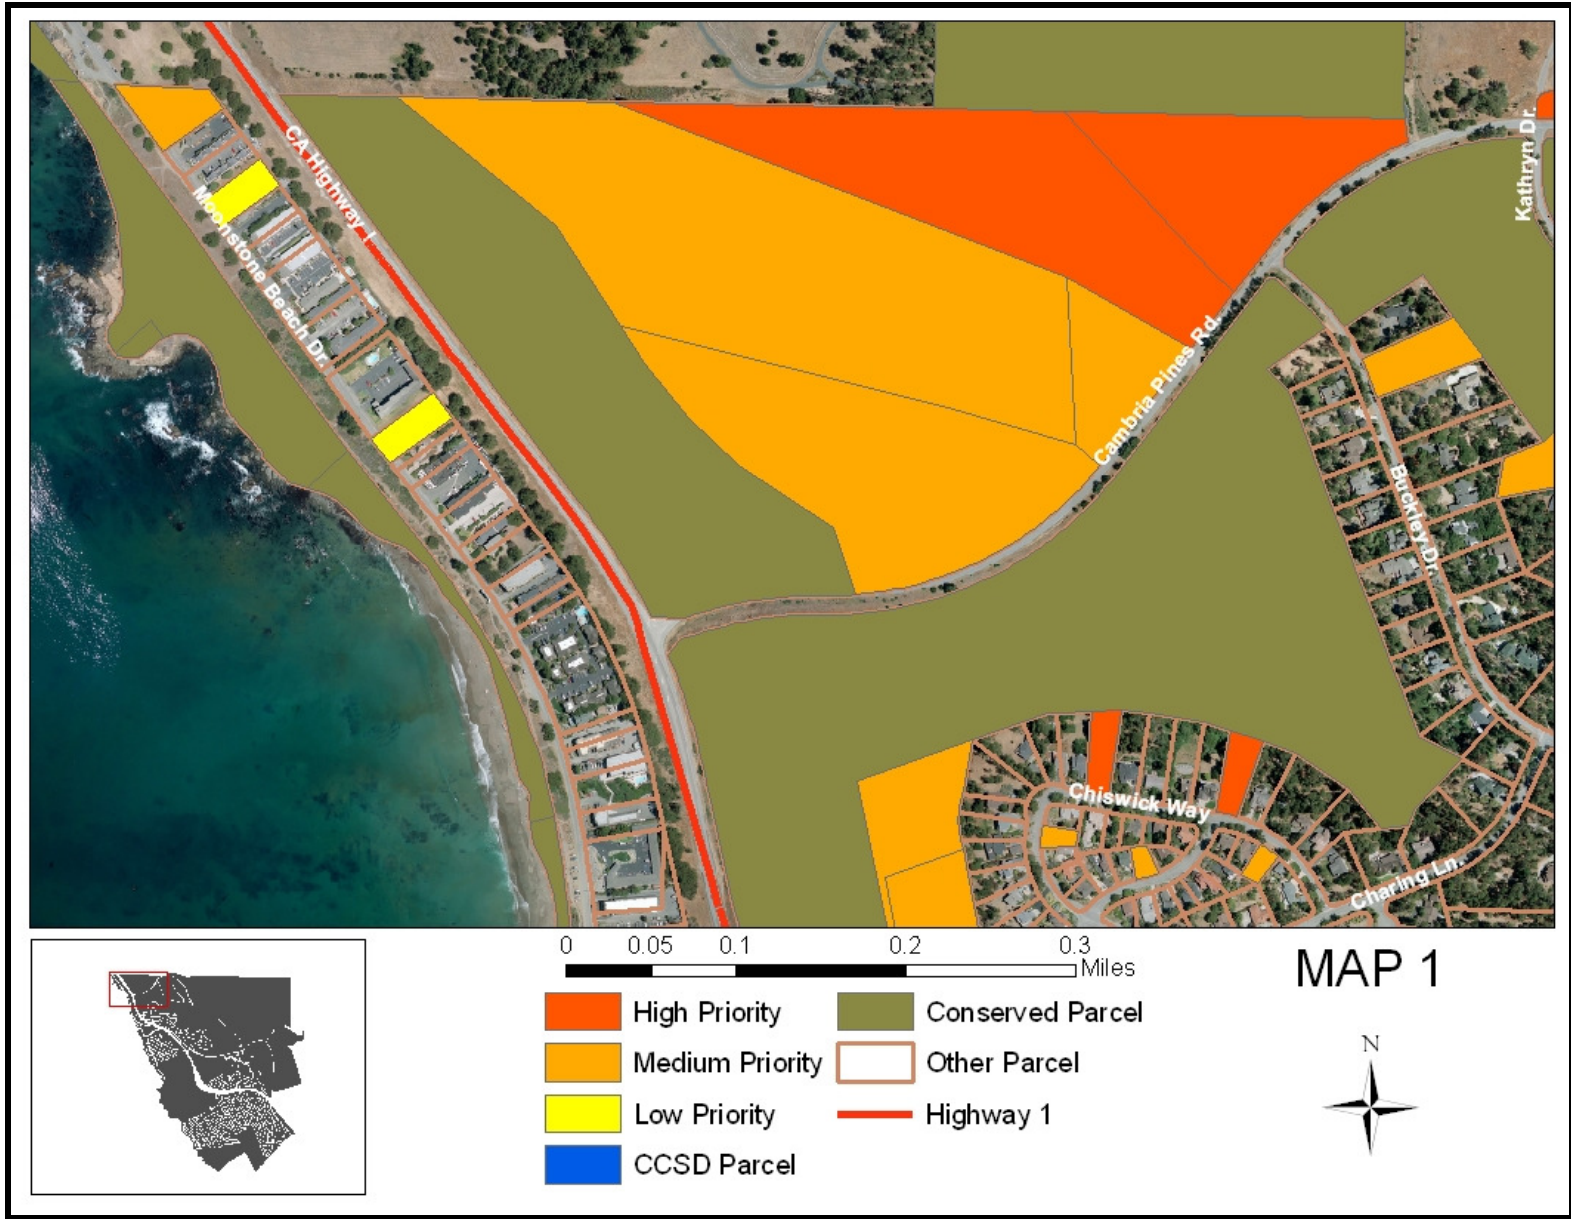 Kathryn Dr.
CA Highway 1
Moonstone Beach Dr.
Cambria Pines Rd.
Buckley Dr.
Chiswick Way
Charing Ln.
0 0.05 0.1 0.2 0.3
Miles
MAP 1
High Priority
Conserved Parcel
Medium Priority
Other Parcel
Low Priority
Highway 1
CCSD Parcel
N